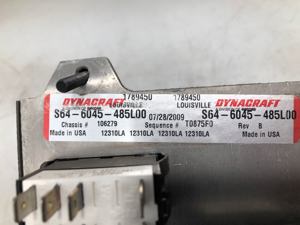 1789450 1789450
DYNACRAFT LOUISVILLE LOUISVILLE DYNACRAFT
S64-6045-485L00 07/28/2009 S64-6045-485L00
Chassis # 106279 Sequence # T0875F0 Rev B
Made in USA 12310LA 12310LA 12310LA 12310LA Made in USA